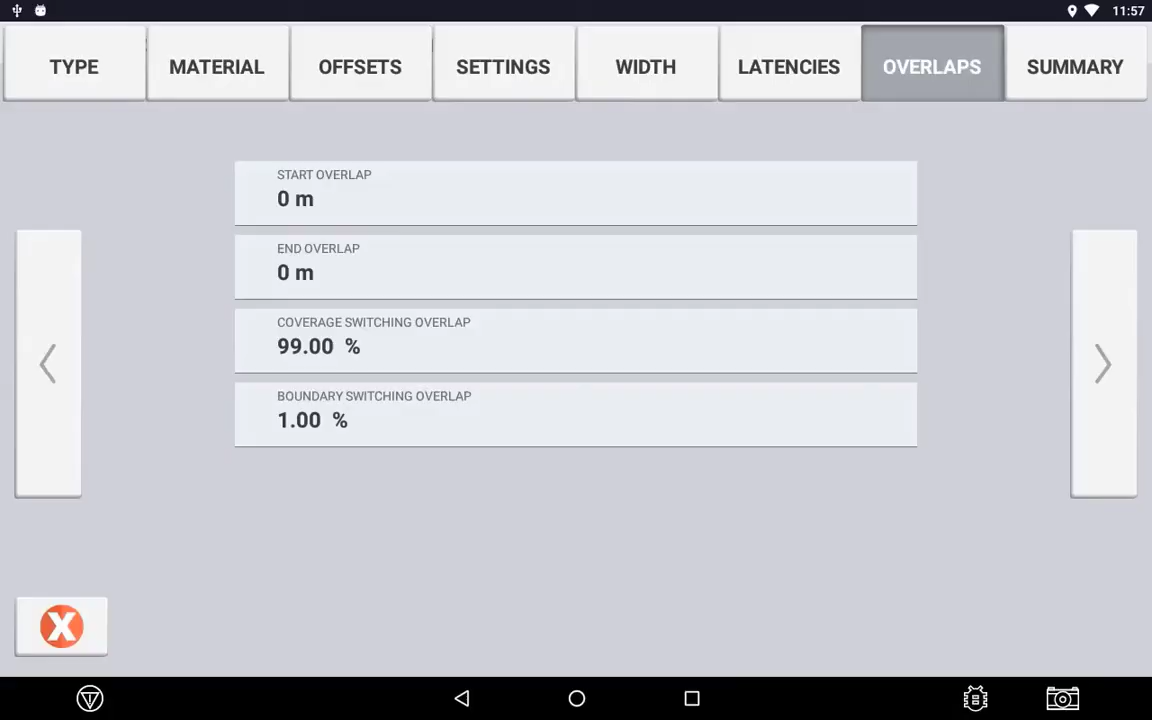 11:57
TYPE
MATERIAL
OFFSETS
SETTINGS
WIDTH
LATENCIES
OVERLAPS
SUMMARY
START OVERLAP
0 m
END OVERLAP
0 m
COVERAGE SWITCHING OVERLAP
99.00 %
BOUNDARY SWITCHING OVERLAP
1.00 %
X